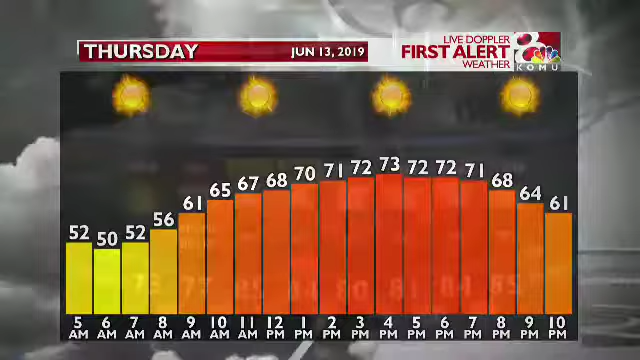 THURSDAY
JUN 13, 2019
LIVE DOPPLER
FIRST ALERT
WEATHER
8
KOMU
52 50 52 56 61 65 67 68 70 71 72 73 72 72 71 68 64 61
5 6 7 8 9 10 11 12 1 2 3 4 5 6 7 8 9 10
AM AM AM AM AM AM AM PM PM PM PM PM PM PM PM PM PM PM